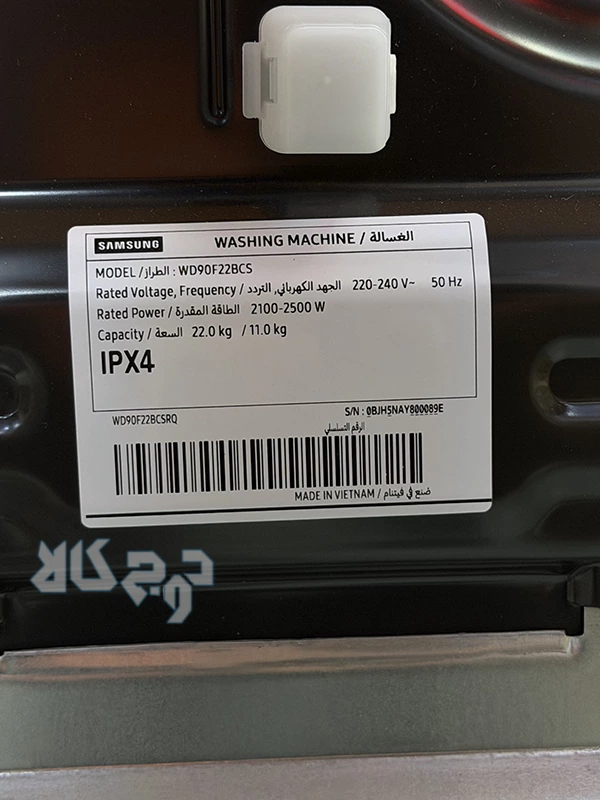 SAMSUNG WASHING MACHINE / الغسالة
MODEL /الطراز : WD90F22BCS
Rated Voltage, Frequency / الجهد الكهربائي, التردد 220-240 V~ 50 Hz
Rated Power / الطاقة المقدرة 2100-2500 W
Capacity / السعة 22.0 kg / 11.0 kg
IPX4
WD90F22BCSRQ
S/N : 0BJH5NAY800089E
الرقم التسلسلي
MADE IN VIETNAM / صنع في فيتنام
دوج کالا